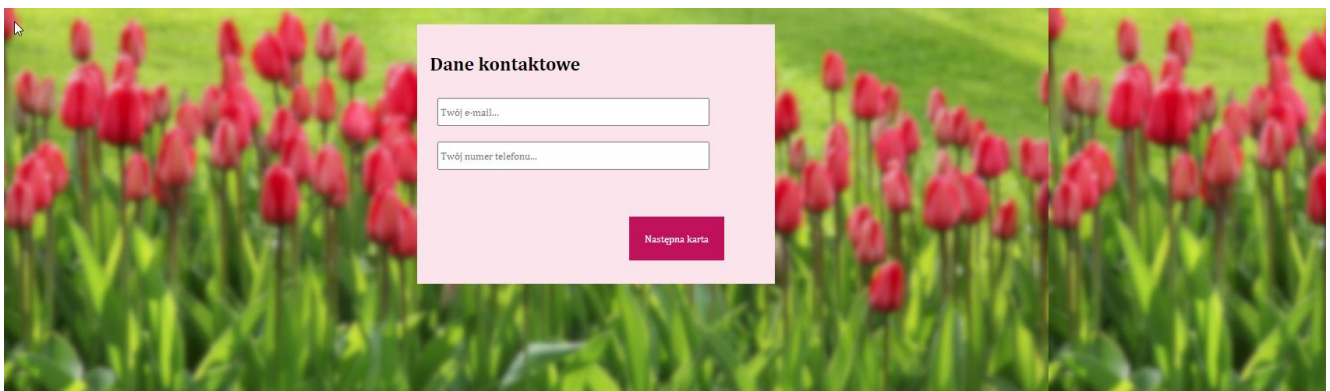 Dane kontaktowe
Twój e-mail...
Twój numer telefonu...
Następna karta